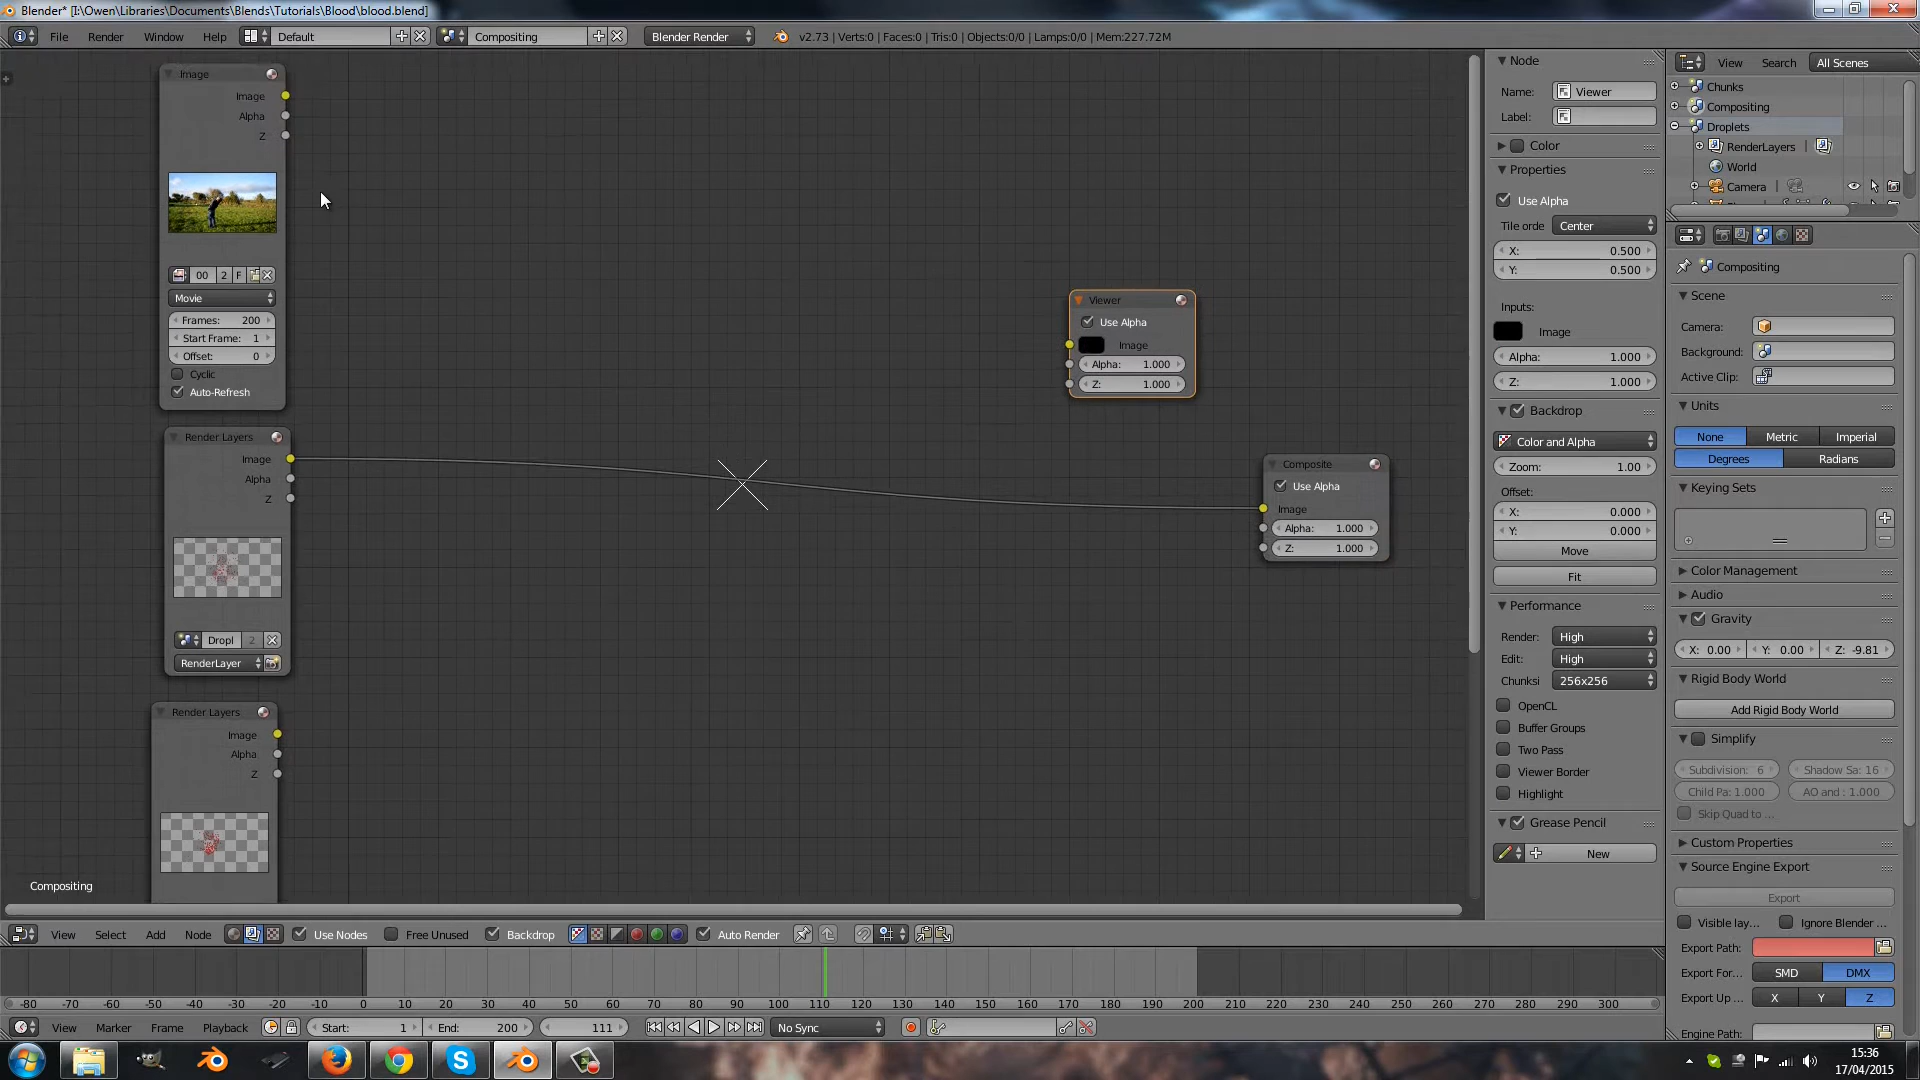 Blender* [I:\Owen\Libraries\Documents\Blends\Tutorials\Blood\blood.blend]
File Render Window Help Default Compositing Blender Render v2.73 | Verts:0 | Faces:0 | Tris:0 | Objects:0/0 | Lamps:0/0 | Mem:227.72M
Image
Image
Alpha
Z
00 2 F
Movie
Frames: 200
Start Frame: 1
Offset: 0
Cyclic
Auto-Refresh
Render Layers
Image
Alpha
Z
Dropl 2
RenderLayer
Render Layers
Image
Alpha
Z
Compositing
Viewer
Use Alpha
Image
Alpha: 1.000
Z: 1.000
Composite
Use Alpha
Image
Alpha: 1.000
Z: 1.000
Node
Name: Viewer
Label:
Color
Properties
Use Alpha
Tile orde Center
X: 0.500
Y: 0.500
Inputs:
Image
Alpha: 1.000
Z: 1.000
Backdrop
Color and Alpha
Zoom: 1.00
Offset:
X: 0.000
Y: 0.000
Move
Fit
Performance
Render: High
Edit: High
Chunksi 256x256
OpenCL
Buffer Groups
Two Pass
Viewer Border
Highlight
Grease Pencil
New
View Search All Scenes
Chunks
Compositing
Droplets
RenderLayers |
World
Camera |
Compositing
Scene
Camera:
Background:
Active Clip:
Units
None Metric Imperial
Degrees Radians
Keying Sets
Color Management
Audio
Gravity
X: 0.00 Y: 0.00 Z: -9.81
Rigid Body World
Add Rigid Body World
Simplify
Subdivision: 6 Shadow Sa: 16
Child Pa: 1.000 AO and : 1.000
Skip Quad to ...
Custom Properties
Source Engine Export
Export
Visible lay... Ignore Blender ...
Export Path:
Export For... SMD DMX
Export Up ... X Y Z
Engine Path:
View Select Add Node Use Nodes Free Unused Backdrop Auto Render
-80 -70 -60 -50 -40 -30 -20 -10 0 10 20 30 40 50 60 70 80 90 100 110 120 130 140 150 160 170 180 190 200 210 220 230 240 250 260 270 280 290 300
View Marker Frame Playback Start: 1 End: 200 111 No Sync
15:36
17/04/2015